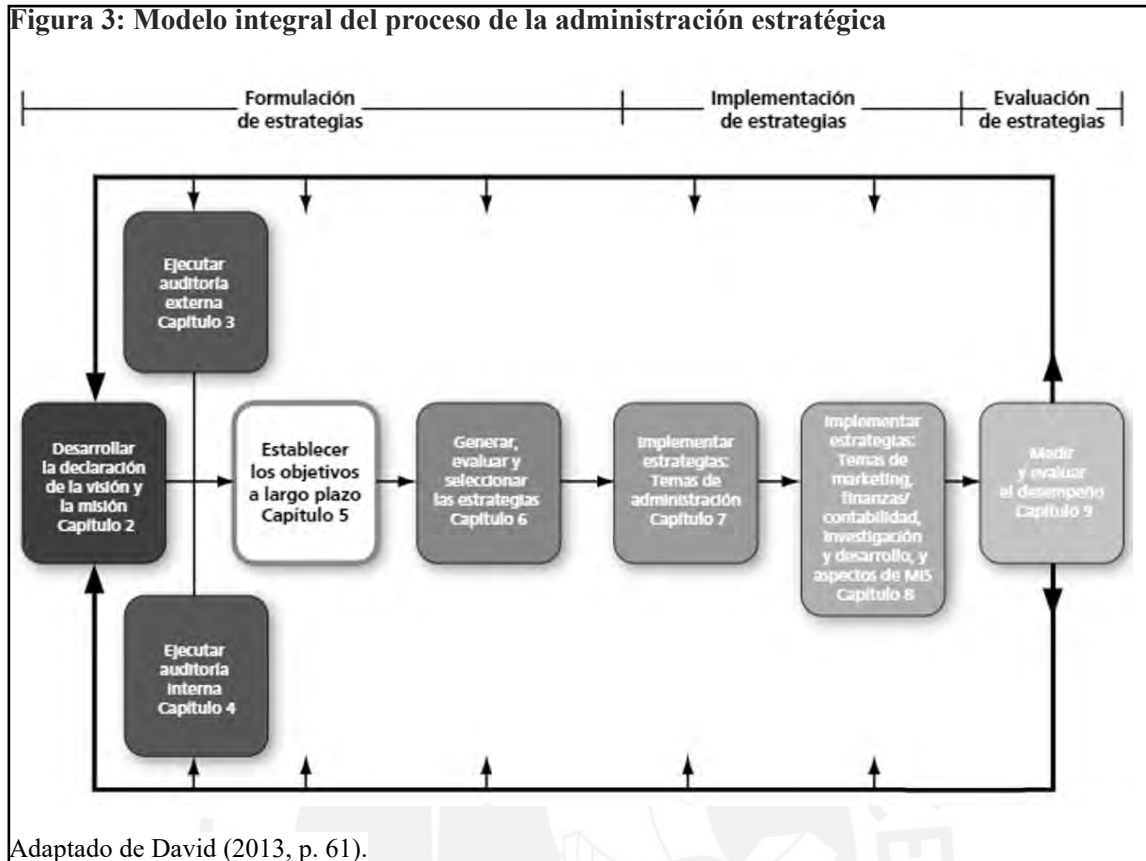 Figura 3: Modelo integral del proceso de la administración estratégica
Formulación
de estrategias
Implementación
de estrategias
Evaluación
de estrategias
Ejecutar
auditoría
externa
Capítulo 3
Desarrollar
la declaración
de la visión y
la misión
Capítulo 2
Establecer
los objetivos
a largo plazo
Capítulo 5
Generar,
evaluar y
seleccionar
las estrategias
Capítulo 6
Implementar
estrategias:
Temas de
administración
Capítulo 7
Implementar
estrategias:
Temas de
marketing,
finanzas/
contabilidad,
investigación
y desarrollo, y
aspectos de MIS
Capítulo 8
Medir
y evaluar
el desempeño
Capítulo 9
Ejecutar
auditoría
interna
Capítulo 4
Adaptado de David (2013, p. 61).